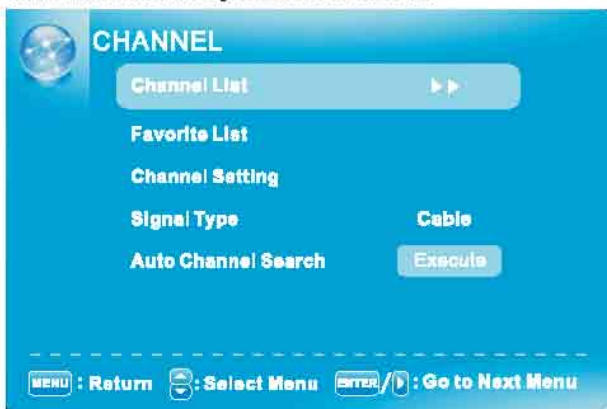 CHANNEL
Channel List
Favorite List
Channel Setting
Signal Type Cable
Auto Channel Search Execute
MENU : Return : Select Menu ENTER / : Go to Next Menu